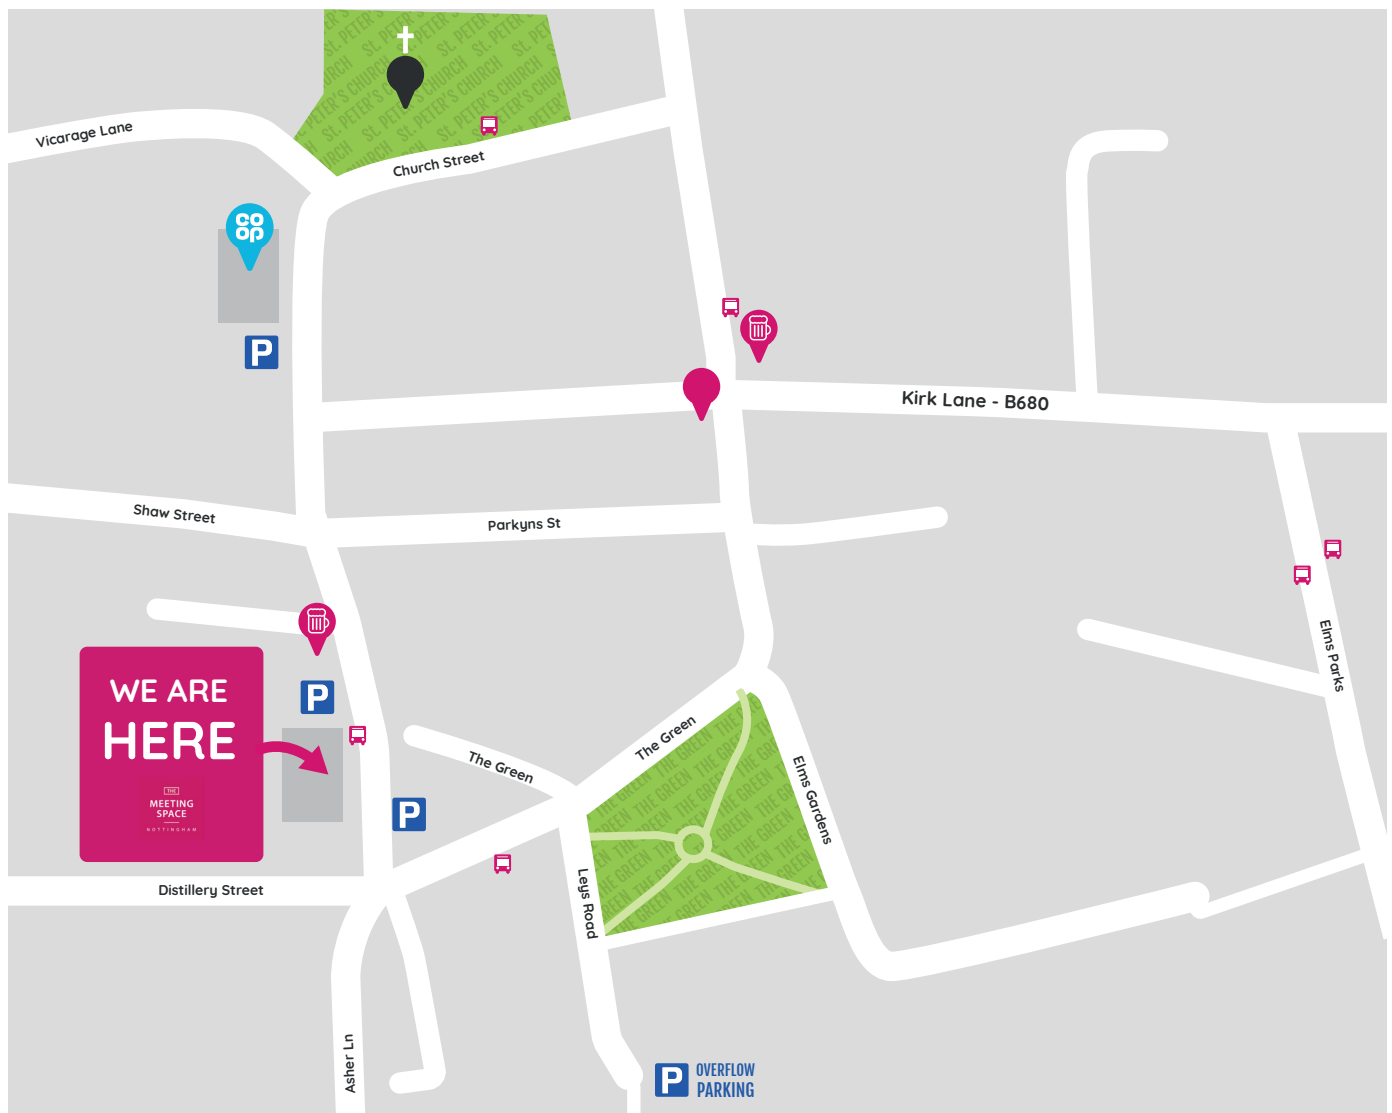 ST. PETER'S CHURCH
Vicarage Lane
Church Street
CO
OP
P
Kirk Lane - B680
Shaw Street
Parkyns St
Elms Parks
WE ARE
HERE
THE
MEETING
SPACE
NOTTINGHAM
P
The Green
The Green
THE GREEN
Elms Gardens
P
Distillery Street
Leys Road
Asher Ln
P
OVERFLOW
PARKING